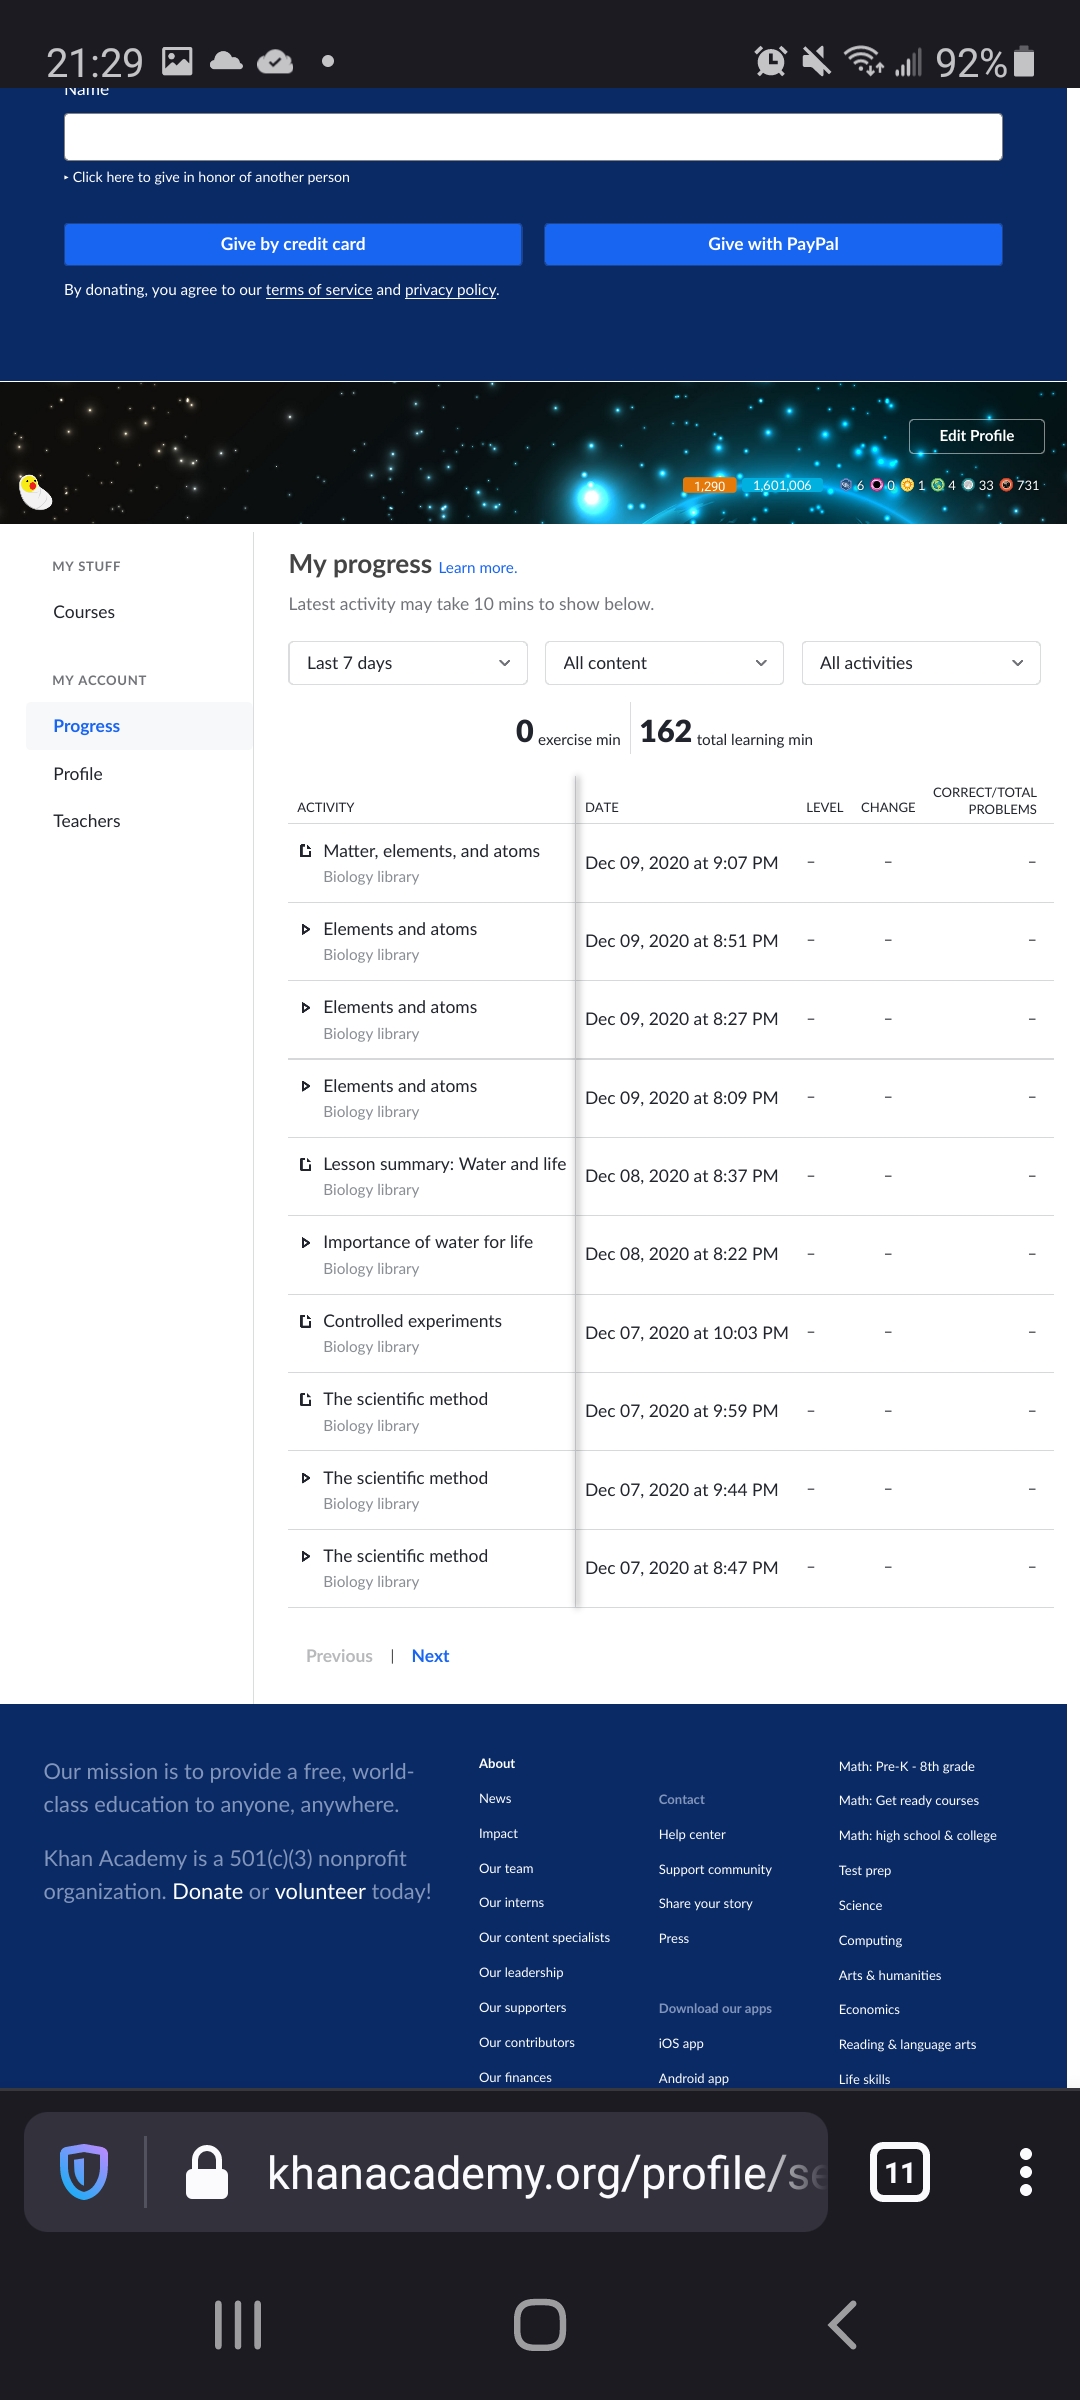 21:29
92%
Name
Click here to give in honor of another person
Give by credit card
Give with PayPal
By donating, you agree to our terms of service and privacy policy.
Edit Profile
1,290 1,601,006 6 0 1 4 33 731
MY STUFF
Courses
MY ACCOUNT
Progress
Profile
Teachers
My progress Learn more.
Latest activity may take 10 mins to show below.
Last 7 days
All content
All activities
0 exercise min
162 total learning min
ACTIVITY DATE LEVEL CHANGE CORRECT/TOTAL PROBLEMS
Matter, elements, and atoms
Biology library
Dec 09, 2020 at 9:07 PM – – –
Elements and atoms
Biology library
Dec 09, 2020 at 8:51 PM – – –
Elements and atoms
Biology library
Dec 09, 2020 at 8:27 PM – – –
Elements and atoms
Biology library
Dec 09, 2020 at 8:09 PM – – –
Lesson summary: Water and life
Biology library
Dec 08, 2020 at 8:37 PM – – –
Importance of water for life
Biology library
Dec 08, 2020 at 8:22 PM – – –
Controlled experiments
Biology library
Dec 07, 2020 at 10:03 PM – – –
The scientific method
Biology library
Dec 07, 2020 at 9:59 PM – – –
The scientific method
Biology library
Dec 07, 2020 at 9:44 PM – – –
The scientific method
Biology library
Dec 07, 2020 at 8:47 PM – – –
Previous | Next
Our mission is to provide a free, world-
class education to anyone, anywhere.
Khan Academy is a 501(c)(3) nonprofit
organization. Donate or volunteer today!
About
News
Impact
Our team
Our interns
Our content specialists
Our leadership
Our supporters
Our contributors
Our finances
Contact
Help center
Support community
Share your story
Press
Download our apps
iOS app
Android app
Math: Pre-K - 8th grade
Math: Get ready courses
Math: high school & college
Test prep
Science
Computing
Arts & humanities
Economics
Reading & language arts
Life skills
khanacademy.org/profile/se
11